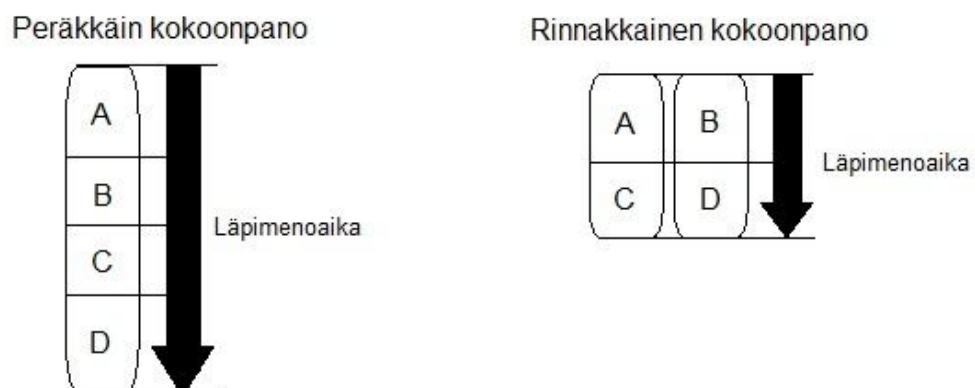 Peräkkäin kokoonpano
A
B
C
D
Läpimenoaika
Rinnakkainen kokoonpano
A B
C D
Läpimenoaika